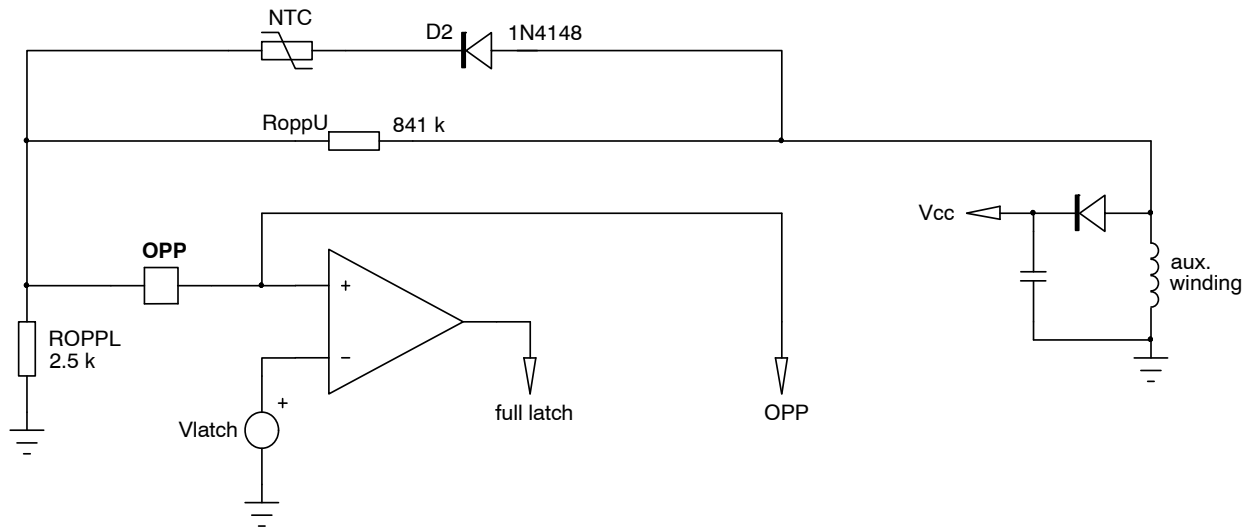 NTC
D2 1N4148
RoppU 841 k
Vcc
OPP
aux.
winding
+
ROPPL
2.5 k
−
+
full latch
OPP
Vlatch